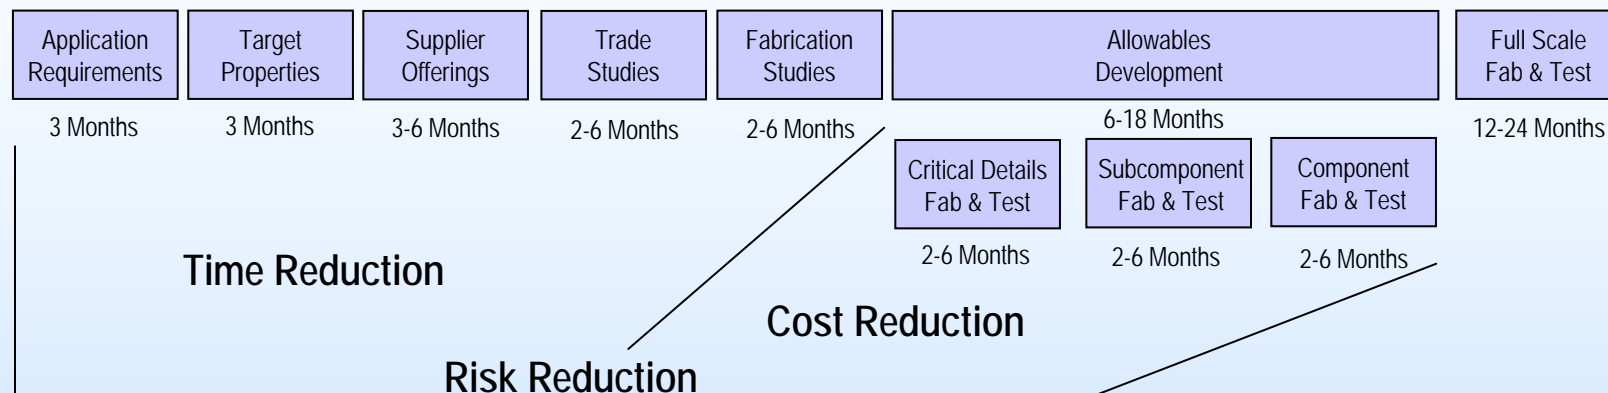 Application
Requirements
3 Months
Target
Properties
3 Months
Supplier
Offerings
3-6 Months
Trade
Studies
2-6 Months
Fabrication
Studies
2-6 Months
Allowables
Development
6-18 Months
Full Scale
Fab & Test
12-24 Months
Critical Details
Fab & Test
2-6 Months
Subcomponent
Fab & Test
2-6 Months
Component
Fab & Test
2-6 Months
Time Reduction
Cost Reduction
Risk Reduction